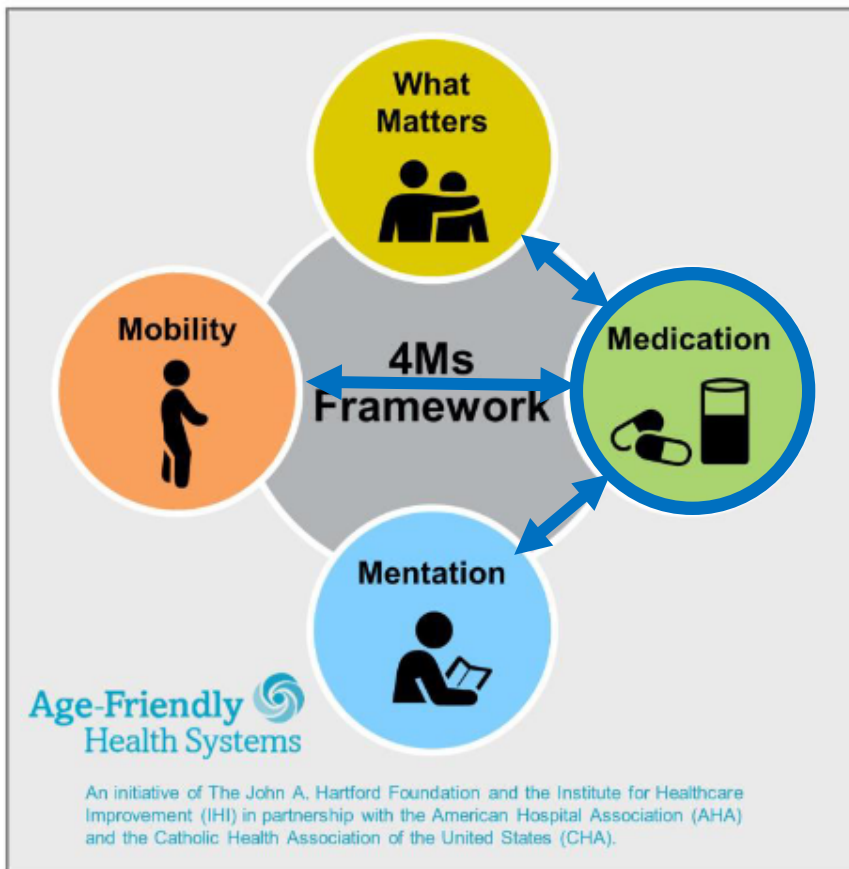 What
Matters
Mobility
Medication
4Ms
Framework
Mentation
Age-Friendly
Health Systems
An initiative of The John A. Hartford Foundation and the Institute for Healthcare
Improvement (IHI) in partnership with the American Hospital Association (AHA)
and the Catholic Health Association of the United States (CHA).